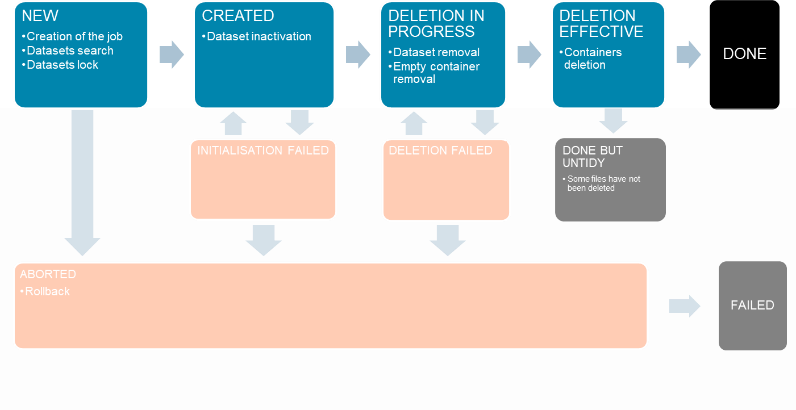 NEW
•Creation of the job
•Datasets search
•Datasets lock
CREATED
•Dataset inactivation
DELETION IN
PROGRESS
•Dataset removal
•Empty container
removal
DELETION
EFFECTIVE
•Containers
deletion
DONE
INITIALISATION FAILED
DELETION FAILED
DONE BUT
UNTIDY
•Some files have not
been deleted
ABORTED
•Rollback
FAILED